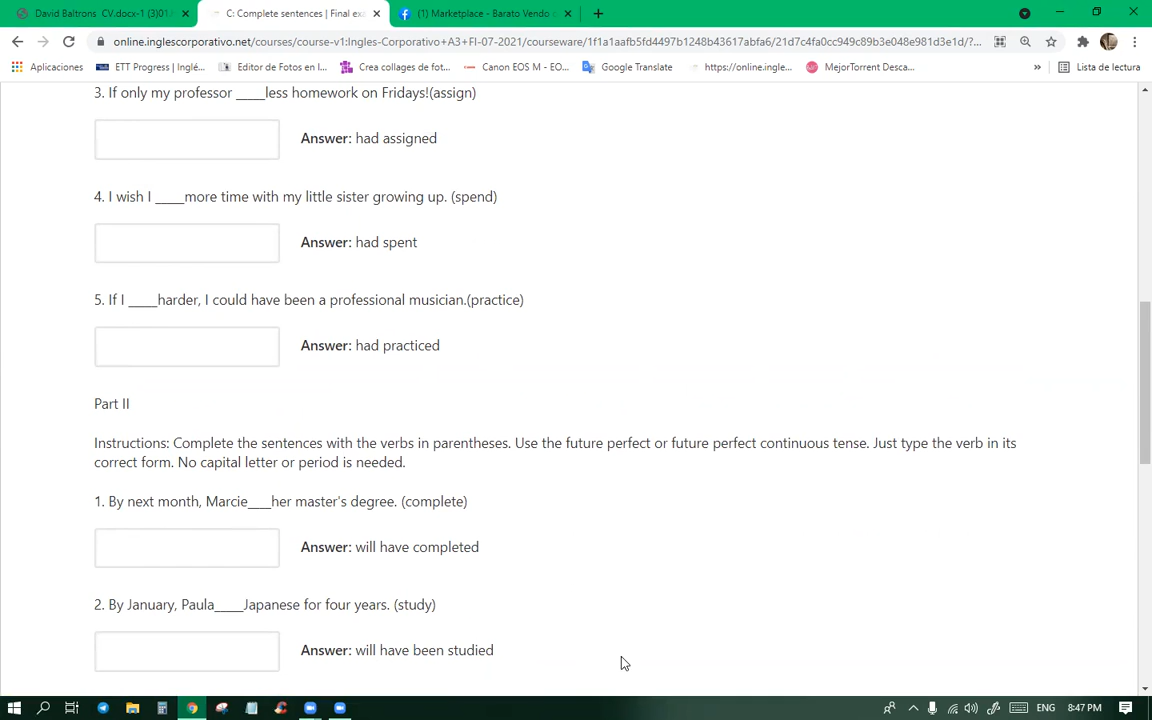 David Baltrons CV.docx-1 (3)01.
C: Complete sentences | Final exa
(1) Marketplace - Barato Vendo
online.inglescorporativo.net/courses/course-v1:Ingles-Corporativo+A3+FI-07-2021/courseware/1f1a1aafb5fd4497b1248b43617abfa6/21d7c4fa0cc949c89b3e048e981d3e1d/?...
Aplicaciones
ETT Progress | Inglé...
Editor de Fotos en l...
Crea collages de fot...
Canon EOS M - EO...
Google Translate
https://online.ingle...
MejorTorrent Desca...
»
Lista de lectura
3. If only my professor ____less homework on Fridays!(assign)
Answer: had assigned
4. I wish I ____more time with my little sister growing up. (spend)
Answer: had spent
5. If I ____harder, I could have been a professional musician.(practice)
Answer: had practiced
Part II
Instructions: Complete the sentences with the verbs in parentheses. Use the future perfect or future perfect continuous tense. Just type the verb in its
correct form. No capital letter or period is needed.
1. By next month, Marcie___her master's degree. (complete)
Answer: will have completed
2. By January, Paula____Japanese for four years. (study)
Answer: will have been studied
ENG
8:47 PM